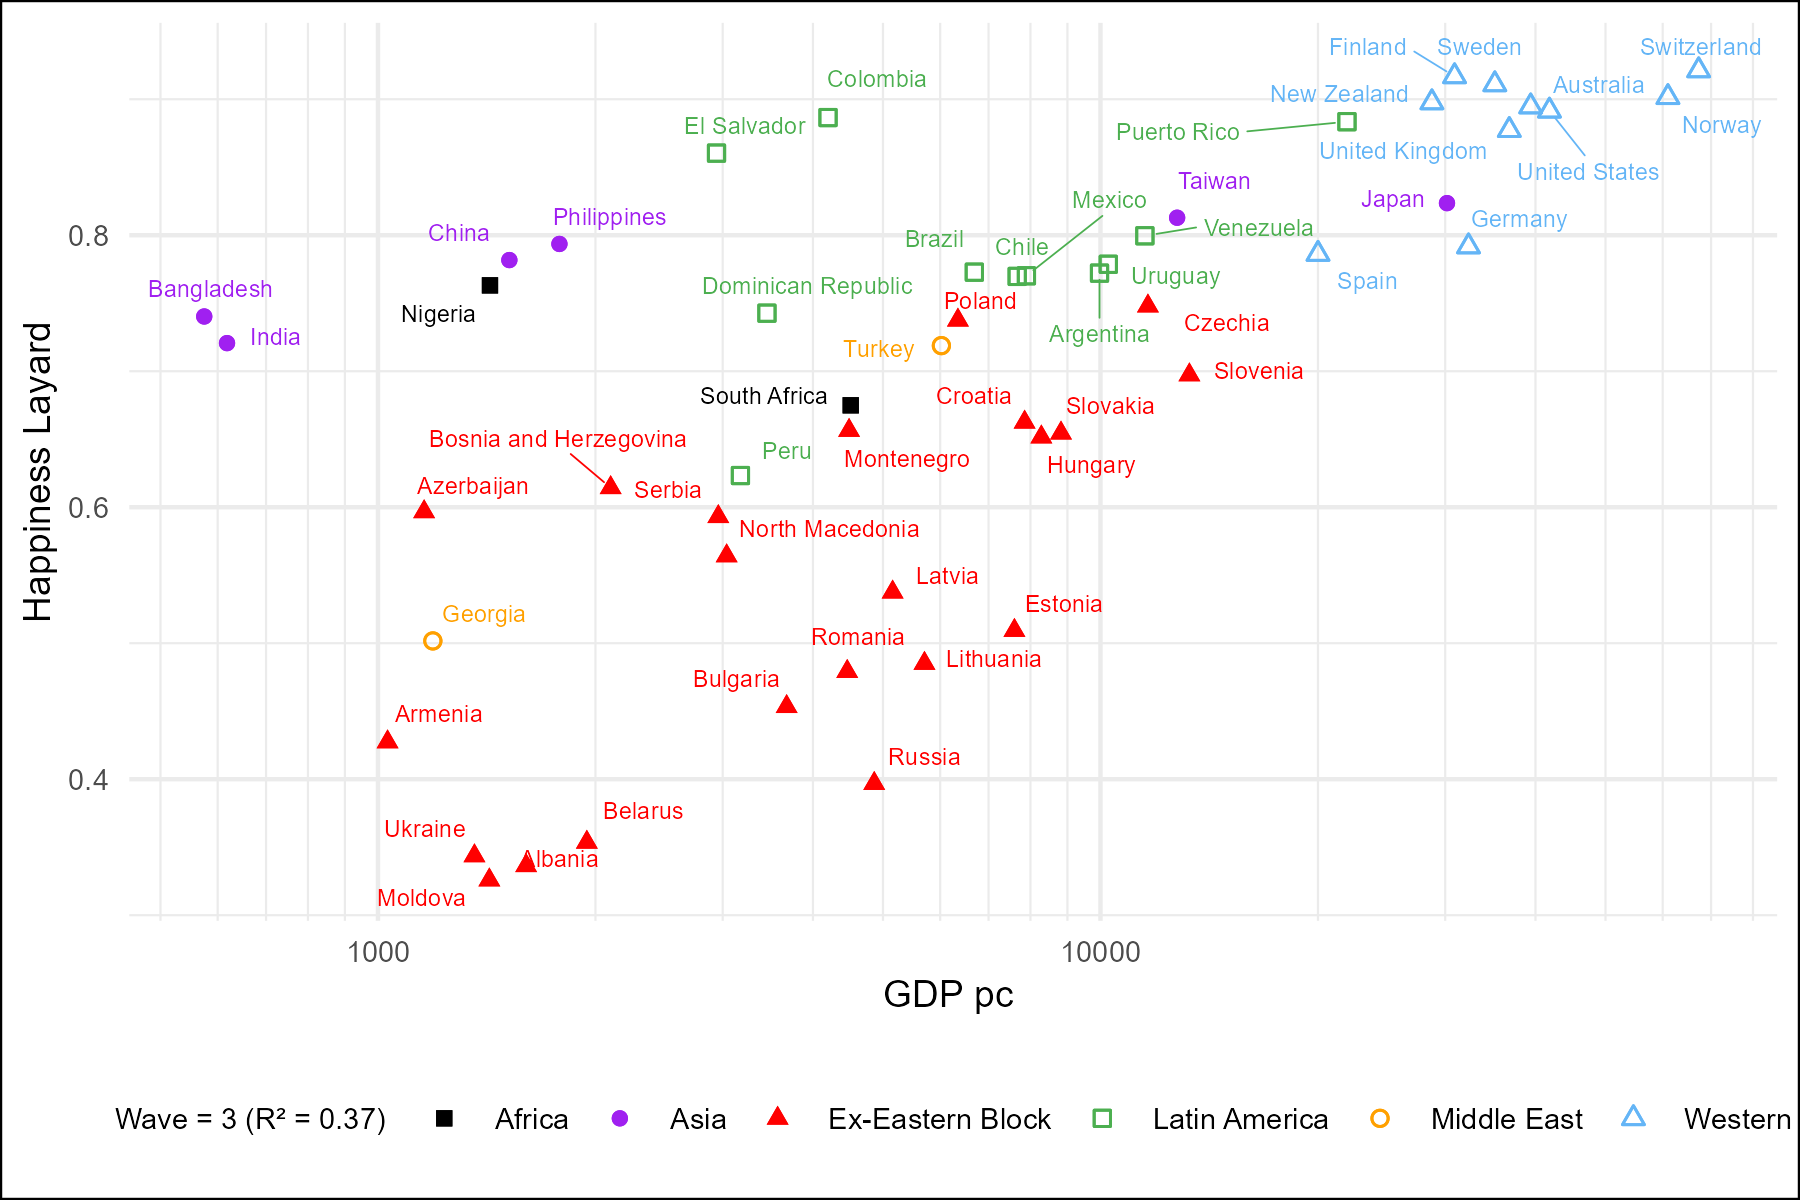 Finland
Sweden
Switzerland
Colombia
Australia
New Zealand
El Salvador
Norway
Puerto Rico
United Kingdom
United States
Taiwan
Mexico
Japan
Philippines
Germany
Venezuela
China
Brazil
Chile
0.8
Uruguay
Spain
Bangladesh
Dominican Republic
Poland
Nigeria
Czechia
Argentina
India
Turkey
Slovenia
South Africa
Croatia
Slovakia
Bosnia and Herzegovina
Peru
Montenegro
Hungary
Azerbaijan
Serbia
0.6
North Macedonia
Happiness Layard
Latvia
Estonia
Georgia
Romania
Lithuania
Bulgaria
Armenia
Russia
0.4
Belarus
Ukraine
Albania
Moldova
1000
10000
GDP pc
Wave = 3 (R² = 0.37) Africa Asia Ex-Eastern Block Latin America Middle East Western